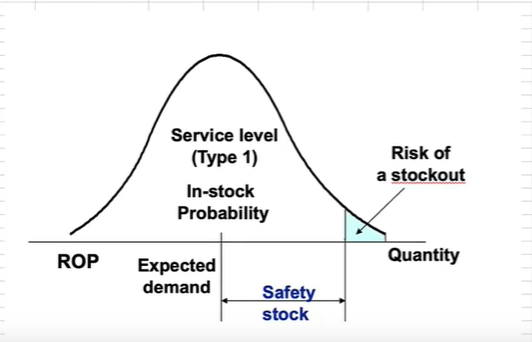 Service level
(Type 1)
In-stock
Probability
Risk of
a stockout
ROP
Expected
demand
Safety
stock
Quantity